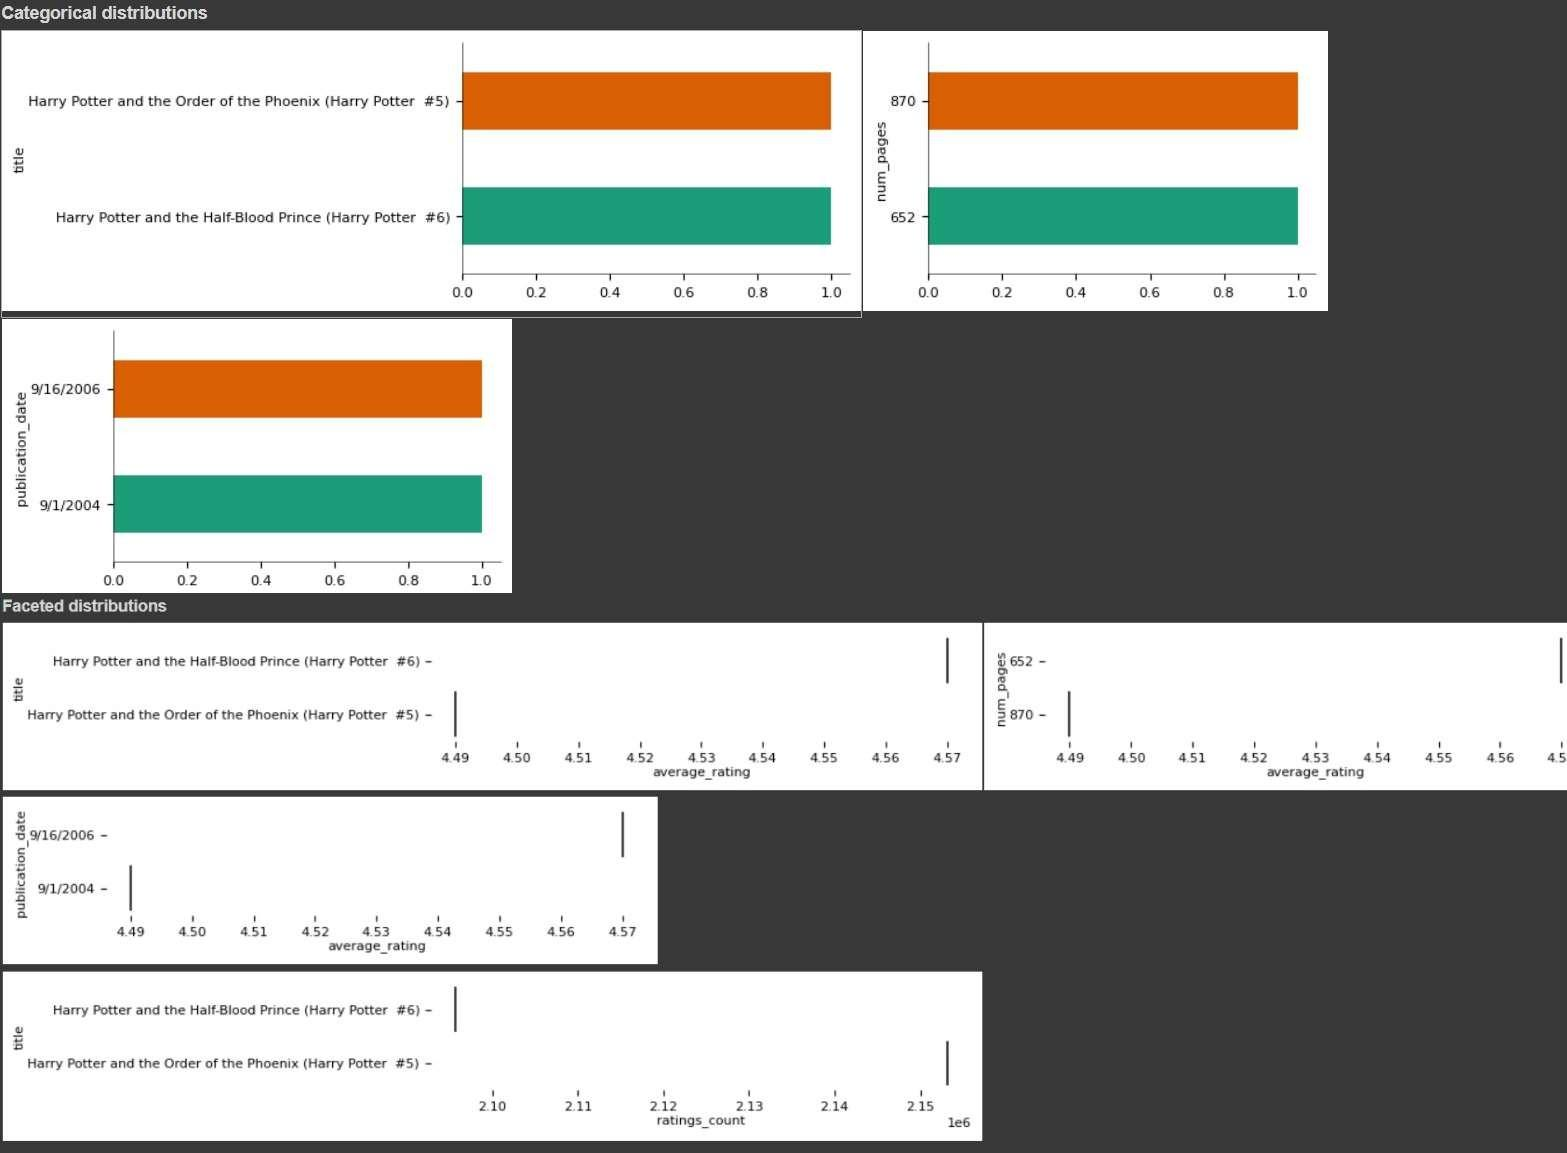 Categorical distributions
title
Harry Potter and the Order of the Phoenix (Harry Potter  #5)
Harry Potter and the Half-Blood Prince (Harry Potter  #6)
0.0 0.2 0.4 0.6 0.8 1.0
num_pages
870
652
0.0 0.2 0.4 0.6 0.8 1.0
publication_date
9/16/2006
9/1/2004
0.0 0.2 0.4 0.6 0.8 1.0
Faceted distributions
title
Harry Potter and the Half-Blood Prince (Harry Potter  #6)
Harry Potter and the Order of the Phoenix (Harry Potter  #5)
4.49 4.50 4.51 4.52 4.53 4.54 4.55 4.56 4.57
average_rating
num_pages
652
870
4.49 4.50 4.51 4.52 4.53 4.54 4.55 4.56 4.5
average_rating
publication_date
9/16/2006
9/1/2004
4.49 4.50 4.51 4.52 4.53 4.54 4.55 4.56 4.57
average_rating
title
Harry Potter and the Half-Blood Prince (Harry Potter  #6)
Harry Potter and the Order of the Phoenix (Harry Potter  #5)
2.10 2.11 2.12 2.13 2.14 2.15
ratings_count
1e6